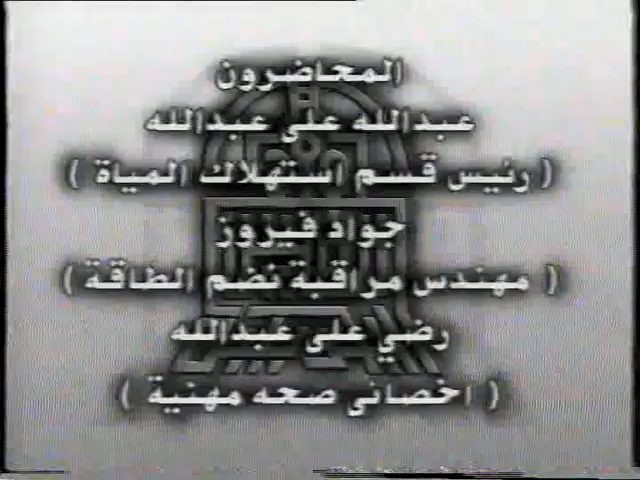 المحاضرون
عبدالله على عبدالله
( رئيس قسم استهلاك المياة )
جواد فيروز
( مهندس مراقبة نضم الطاقة )
رضي على عبدالله
( اخصائى صحه مهنية )